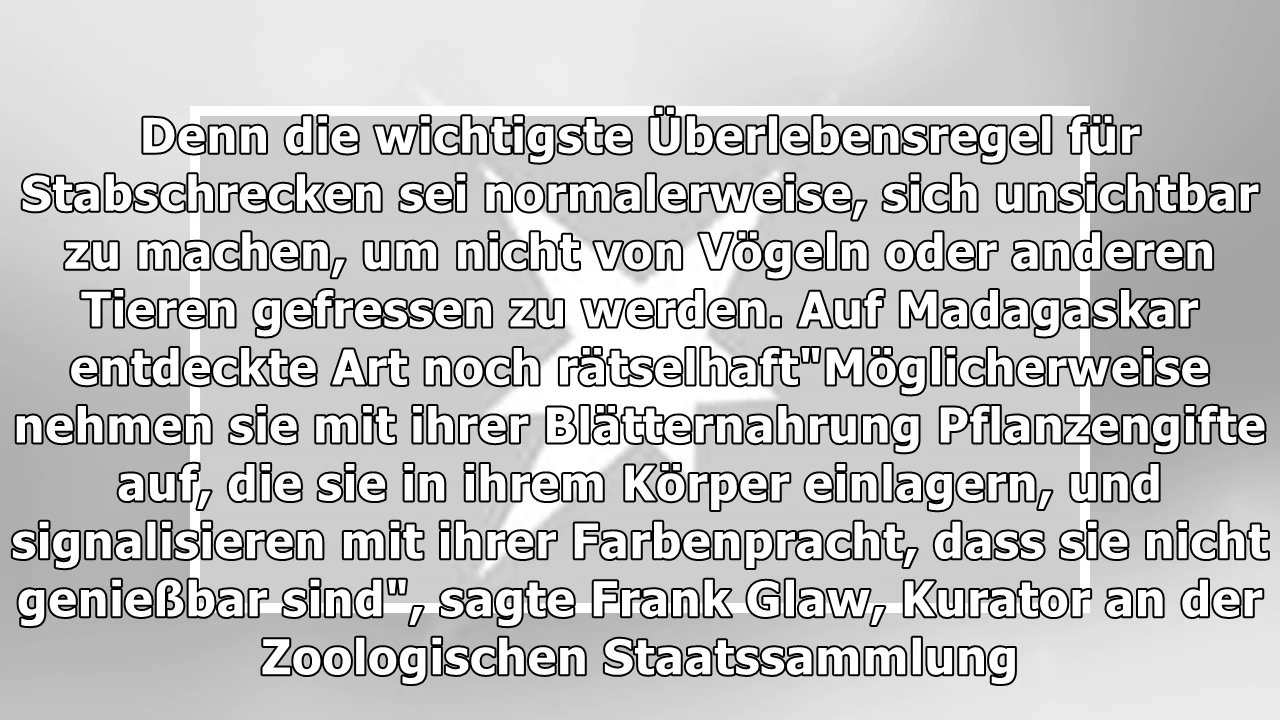 Denn die wichtigste Überlebensregel für
Stabschrecken sei normalerweise, sich unsichtbar
zu machen, um nicht von Vögeln oder anderen
Tieren gefressen zu werden. Auf Madagaskar
entdeckte Art noch rätselhaft"Möglicherweise
nehmen sie mit ihrer Blätternahrung Pflanzengifte
auf, die sie in ihrem Körper einlagern, und
signalisieren mit ihrer Farbenpracht, dass sie nicht
genießbar sind", sagte Frank Glaw, Kurator an der
Zoologischen Staatssammlung